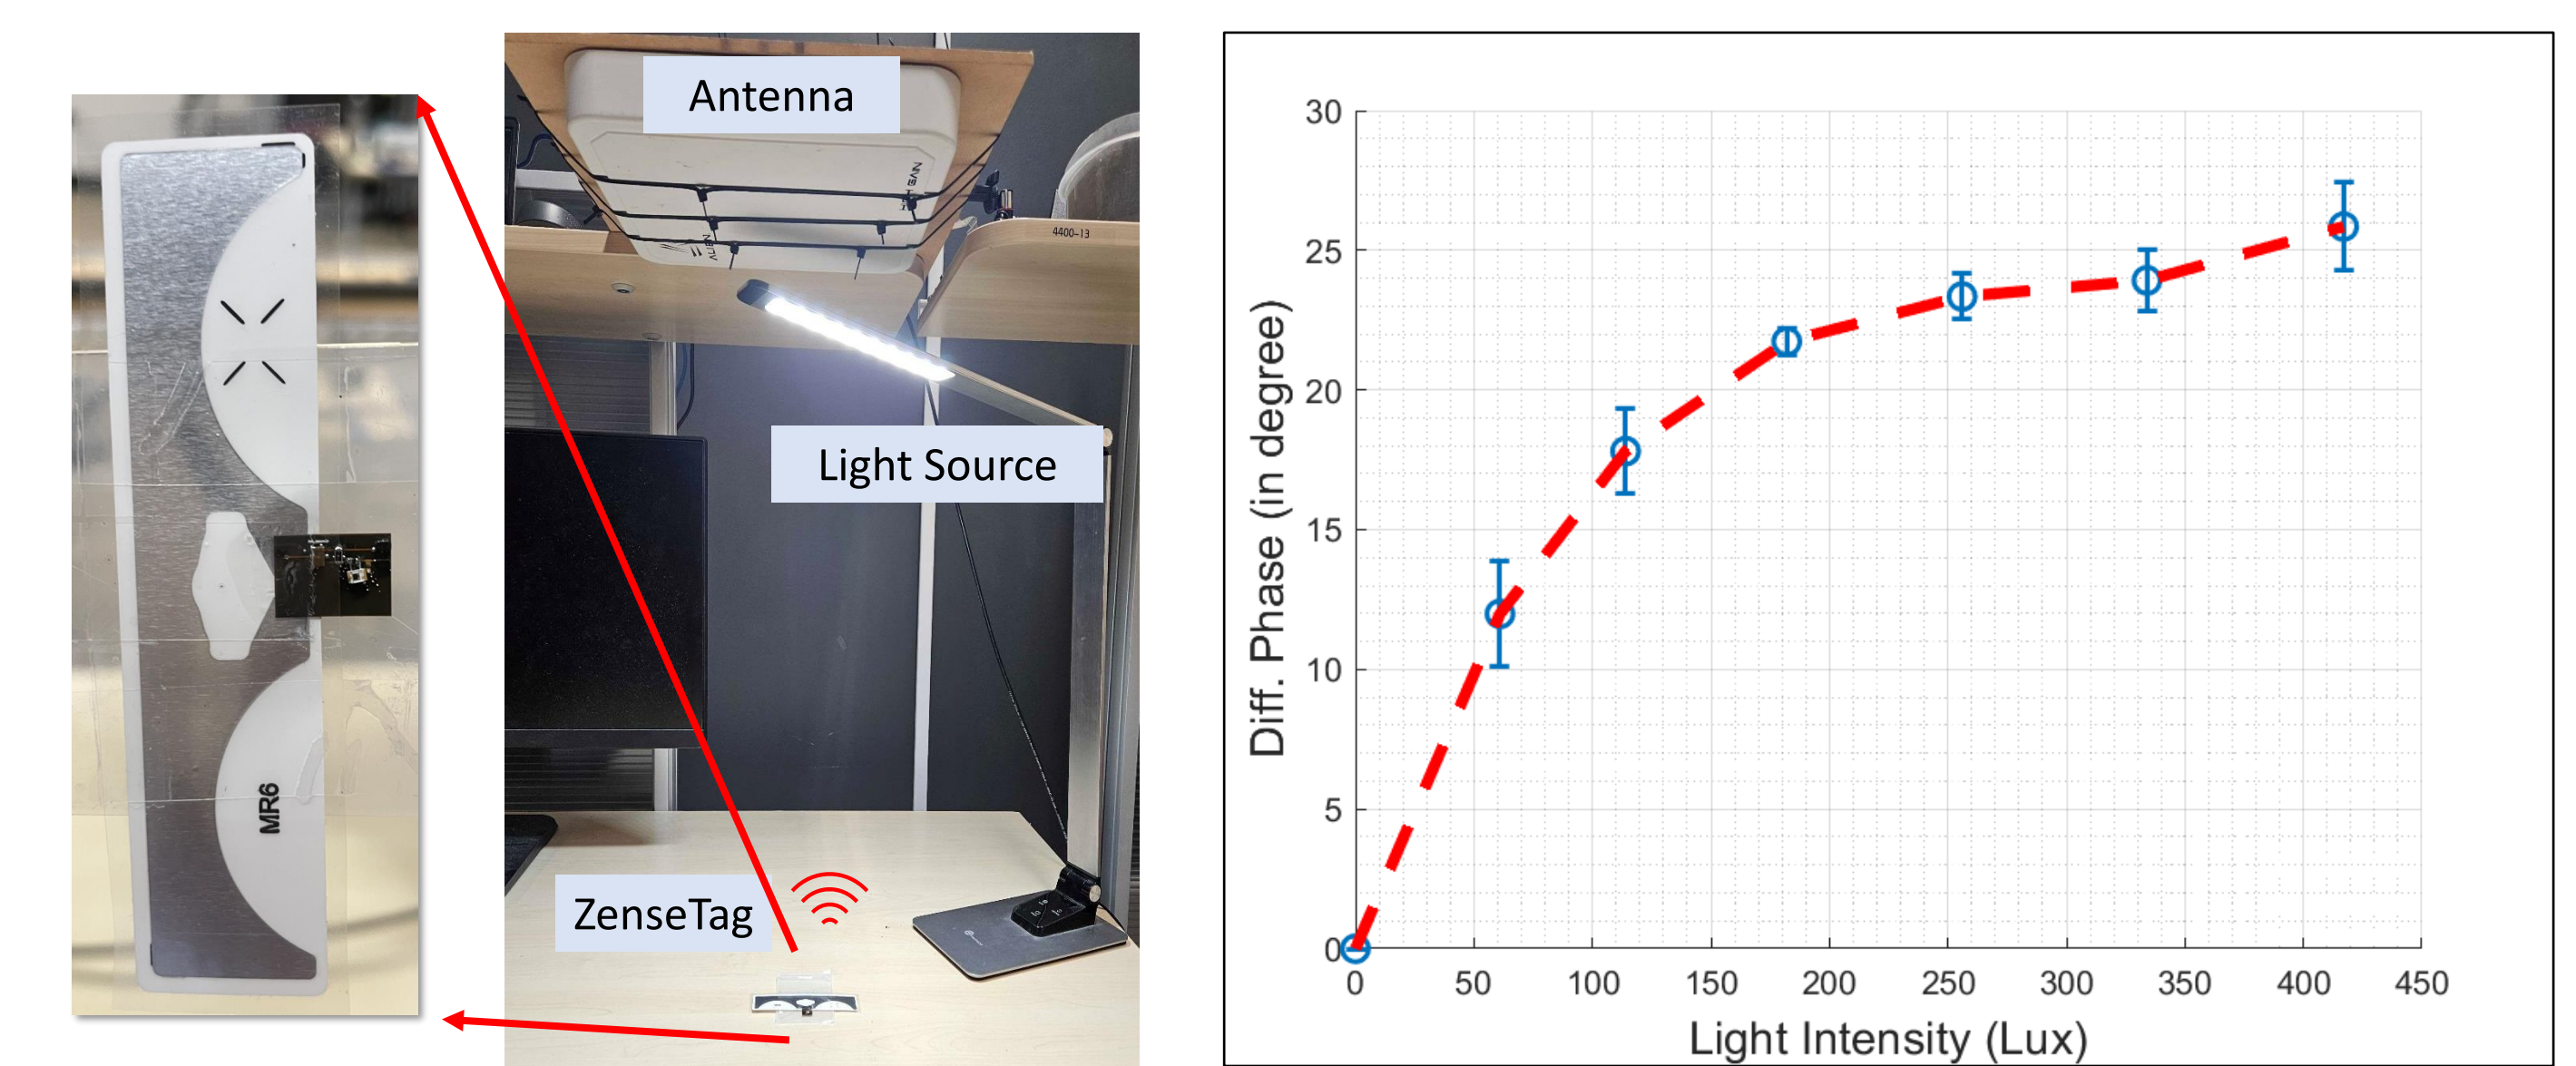 MR6
Antenna
ALIEN
4400-13
Light Source
ZenseTag
30
25
20
15
10
5
0
0 50 100 150 200 250 300 350 400 450
Diff. Phase (in degree)
Light Intensity (Lux)